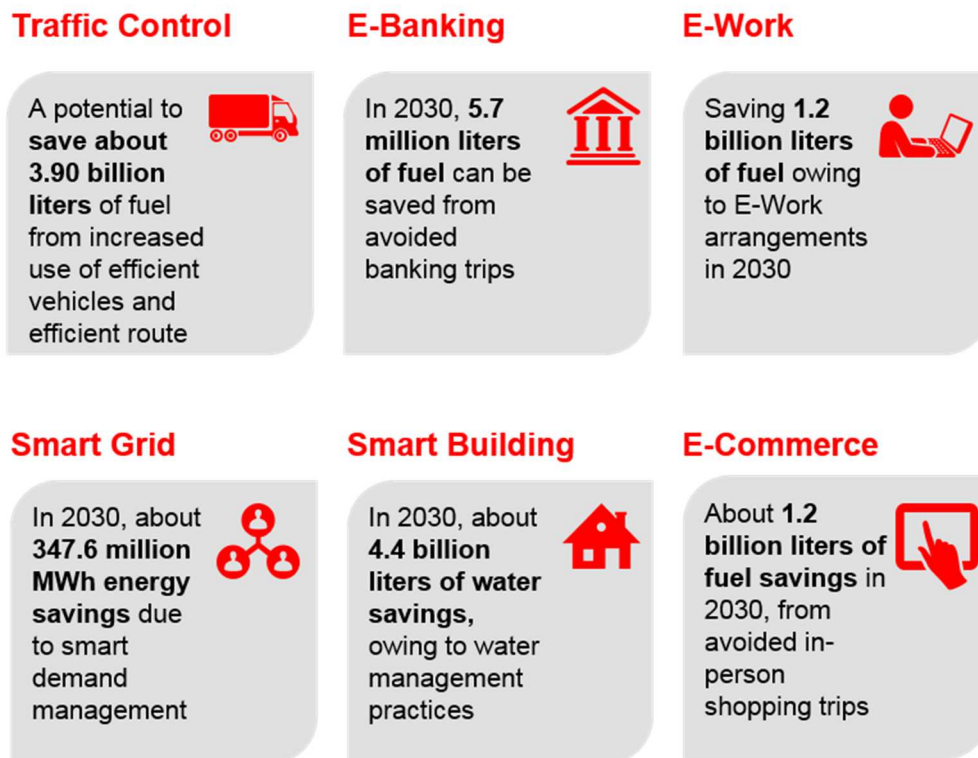 Traffic Control
A potential to
save about
3.90 billion
liters of fuel
from increased
use of efficient
vehicles and
efficient route
E-Banking
In 2030, 5.7
million liters
of fuel can be
saved from
avoided
banking trips
E-Work
Saving 1.2
billion liters
of fuel owing
to E-Work
arrangements
in 2030
Smart Grid
In 2030, about
347.6 million
MWh energy
savings due
to smart
demand
management
Smart Building
In 2030, about
4.4 billion
liters of water
savings,
owing to water
management
practices
E-Commerce
About 1.2
billion liters of
fuel savings in
2030, from
avoided in-
person
shopping trips